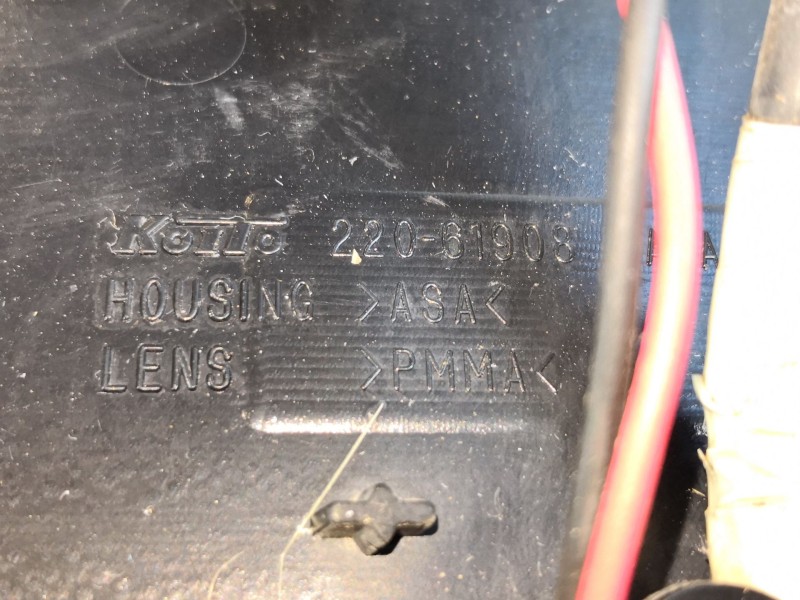 Koito 220-61908
HOUSING >ASA<
LENS >PMMA<